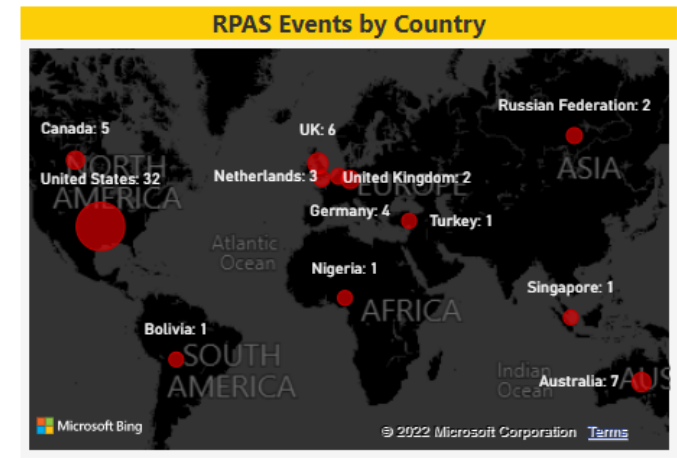 RPAS Events by Country
Russian Federation: 2
Canada: 5
UK: 6
NORTH
AMERICA
ASIA
United States: 32
Netherlands: 3
United Kingdom: 2
EUROPE
Germany: 4
Turkey: 1
Atlantic
Ocean
Nigeria: 1
AFRICA
Singapore: 1
Bolivia: 1
SOUTH
AMERICA
Indian
Ocean
Australia: 7
AUS
Microsoft Bing
© 2022 Microsoft Corporation Terms